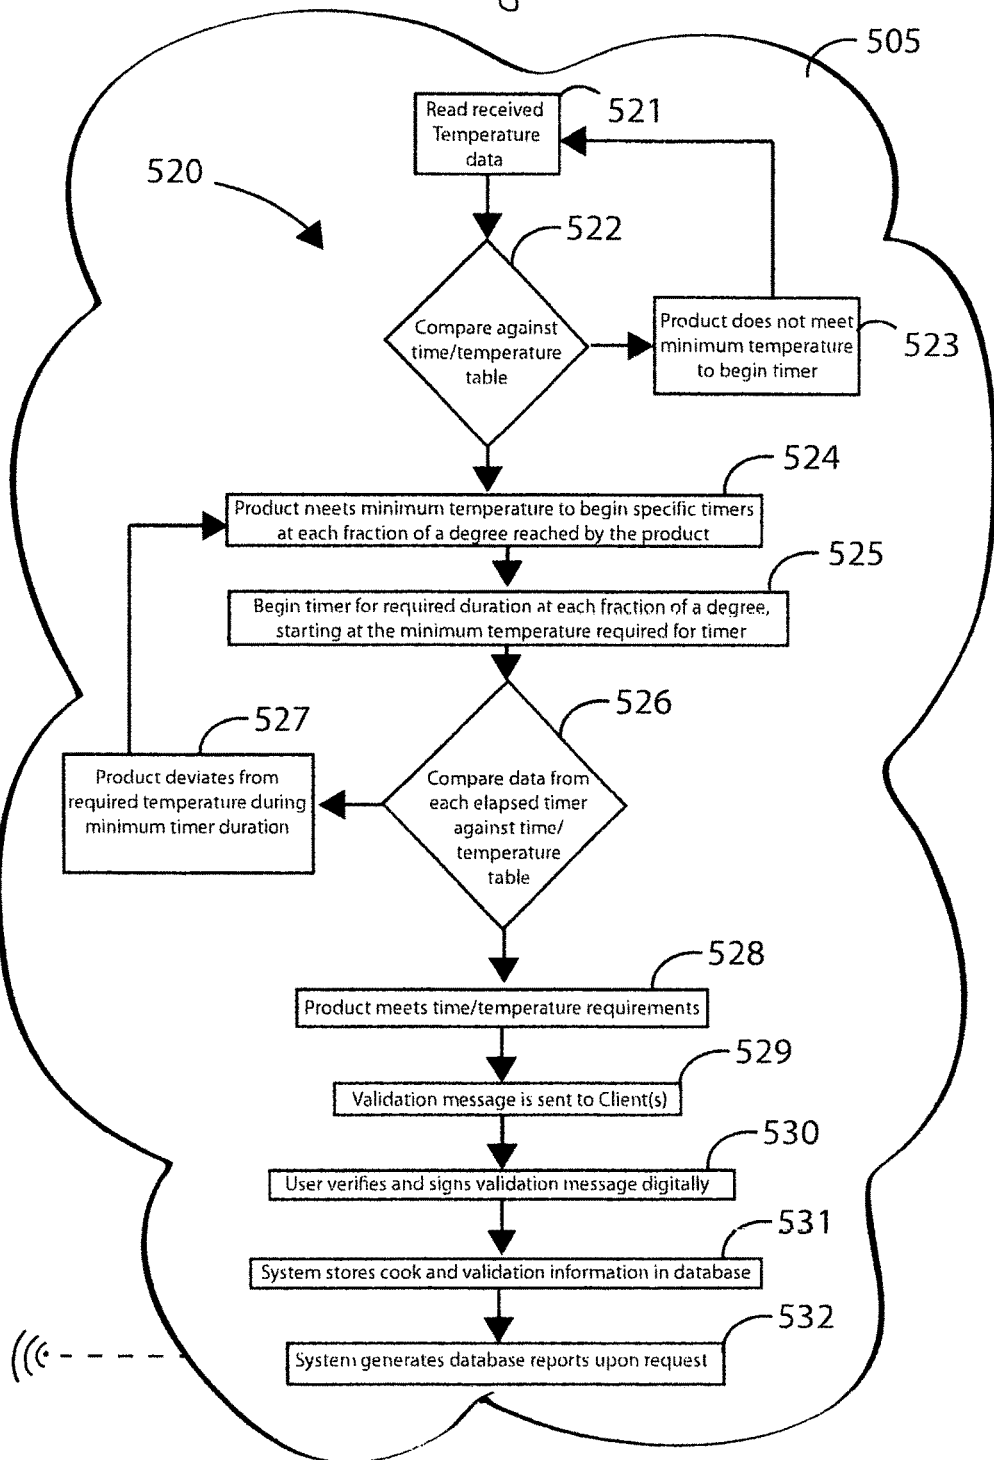 505
Read received
Temperature
data
521
520
522
Compare against
time/temperature
table
Product does not meet
minimum temperature
to begin timer
523
524
Product meets minimum temperature to begin specific timers
at each fraction of a degree reached by the product
525
Begin timer for required duration at each fraction of a degree,
starting at the minimum temperature required for timer
526
527
Product deviates from
required temperature during
minimum timer duration
Compare data from
each elapsed timer
against time/
temperature
table
528
Product meets time/temperature requirements
529
Validation message is sent to Client(s)
530
User verifies and signs validation message digitally
531
System stores cook and validation information in database
532
System generates database reports upon request